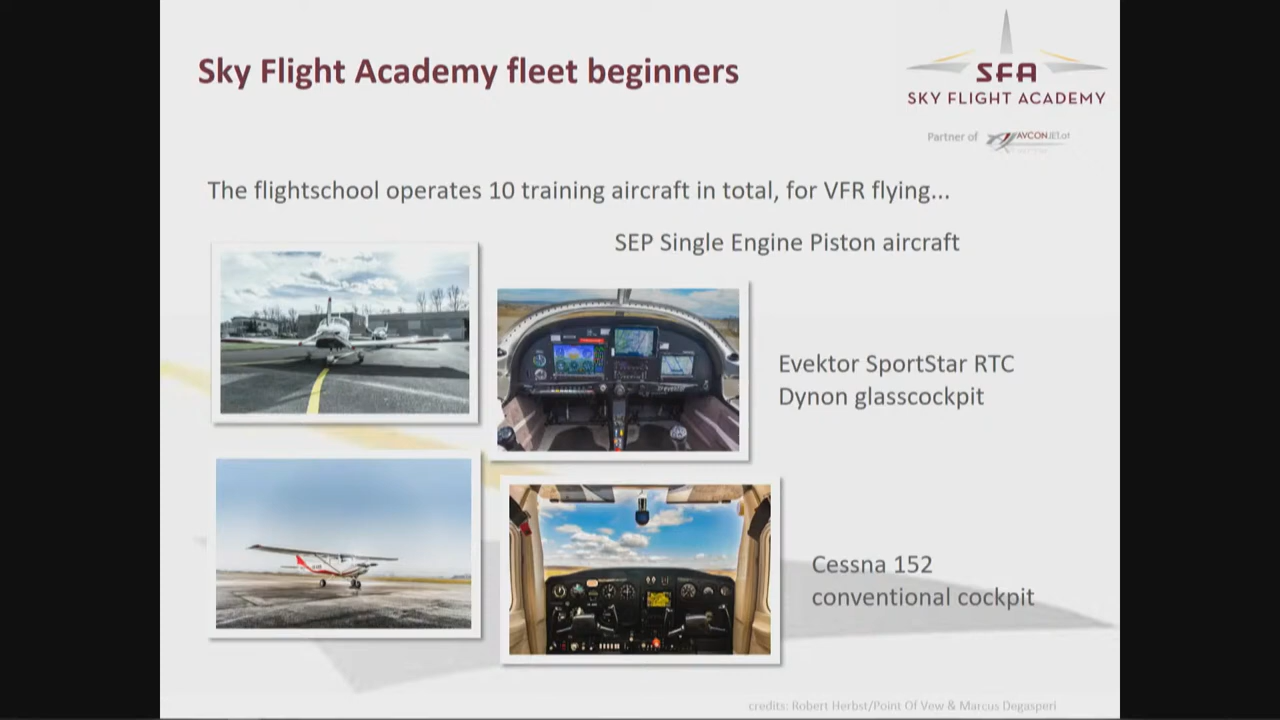 Sky Flight Academy fleet beginners
SFA
SKY FLIGHT ACADEMY
Partner of AVCONJET.at
The flightschool operates 10 training aircraft in total, for VFR flying...
SEP Single Engine Piston aircraft
Evektor SportStar RTC
Dynon glasscockpit
Cessna 152
conventional cockpit
credits: Robert Herbst/Point Of Vew & Marcus Degasperi